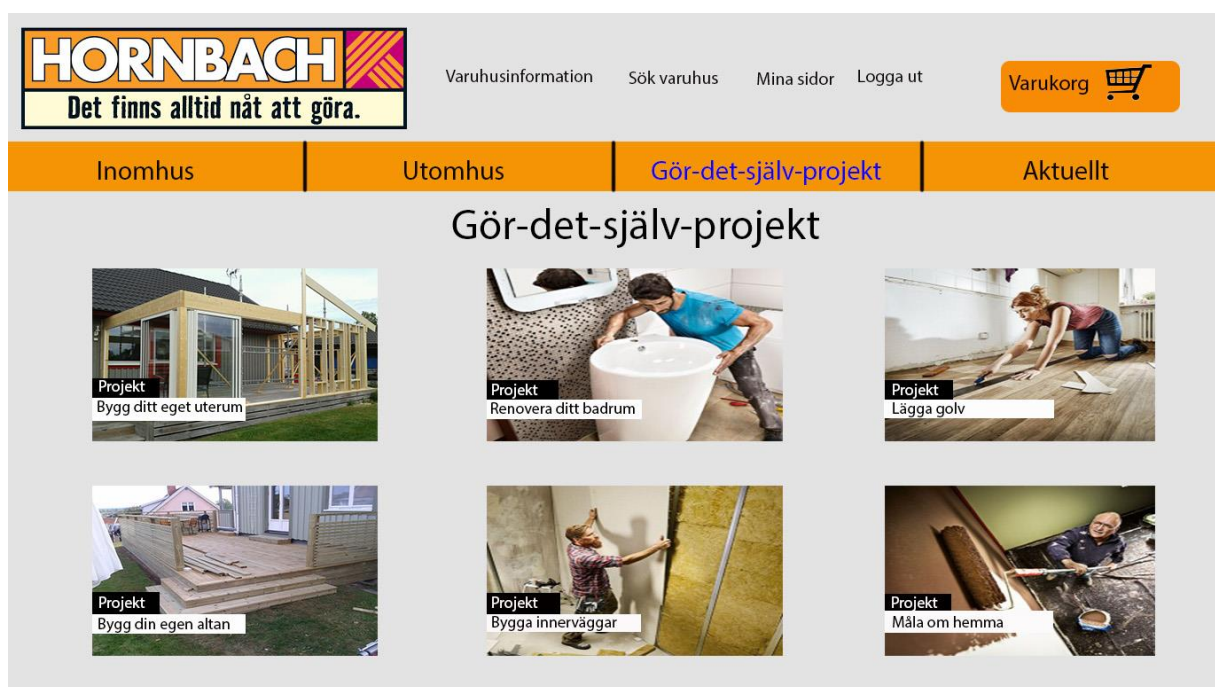 HORNBACH
Det finns alltid nåt att göra.
Varuhusinformation
Sök varuhus
Mina sidor
Logga ut
Varukorg
Inomhus
Utomhus
Gör-det-själv-projekt
Aktuellt
Gör-det-själv-projekt
Projekt
Bygg ditt eget uterum
Projekt
Renovera ditt badrum
Projekt
Lägga golv
Projekt
Bygg din egen altan
Projekt
Bygga innerväggar
Projekt
Måla om hemma